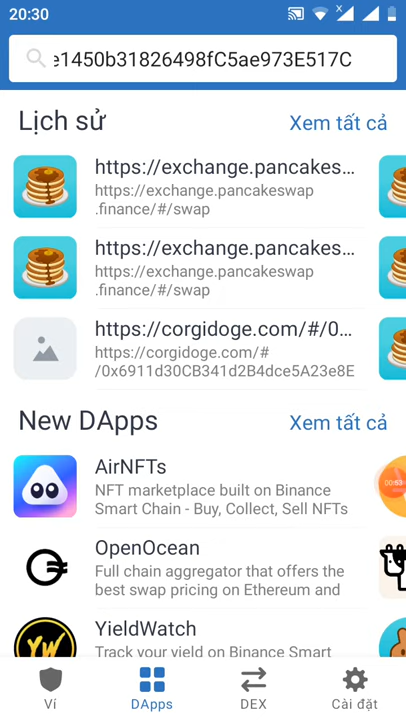 20:30
e1450b31826498fC5ae973E517C
Lịch sử
Xem tất cả
https://exchange.pancakes...
https://exchange.pancakeswap
.finance/#/swap
https://exchange.pancakes...
https://exchange.pancakeswap
.finance/#/swap
https://corgidoge.com/#/0...
https://corgidoge.com/#
/0x6911d30CB341d2B4dce5A23e8E
New DApps
Xem tất cả
AirNFTs
NFT marketplace built on Binance
Smart Chain - Buy, Collect, Sell NFTs
00:53
OpenOcean
Full chain aggregator that offers the
best swap pricing on Ethereum and
YW
YieldWatch
Track your yield on Binance Smart
Ví
DApps
DEX
Cài đặt